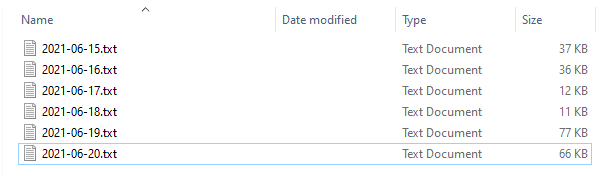 Name Date modified Type Size
2021-06-15.txt Text Document 37 KB
2021-06-16.txt Text Document 36 KB
2021-06-17.txt Text Document 12 KB
2021-06-18.txt Text Document 11 KB
2021-06-19.txt Text Document 77 KB
2021-06-20.txt Text Document 66 KB